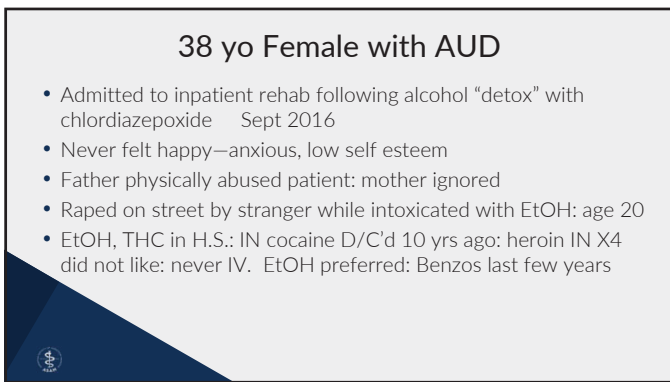 38 yo Female with AUD
• Admitted to inpatient rehab following alcohol “detox” with
chlordiazepoxide Sept 2016
• Never felt happy—anxious, low self esteem
• Father physically abused patient: mother ignored
• Raped on street by stranger while intoxicated with EtOH: age 20
• EtOH, THC in H.S.: IN cocaine D/C’d 10 yrs ago: heroin IN X4
did not like: never IV. EtOH preferred: Benzos last few years
ASAM